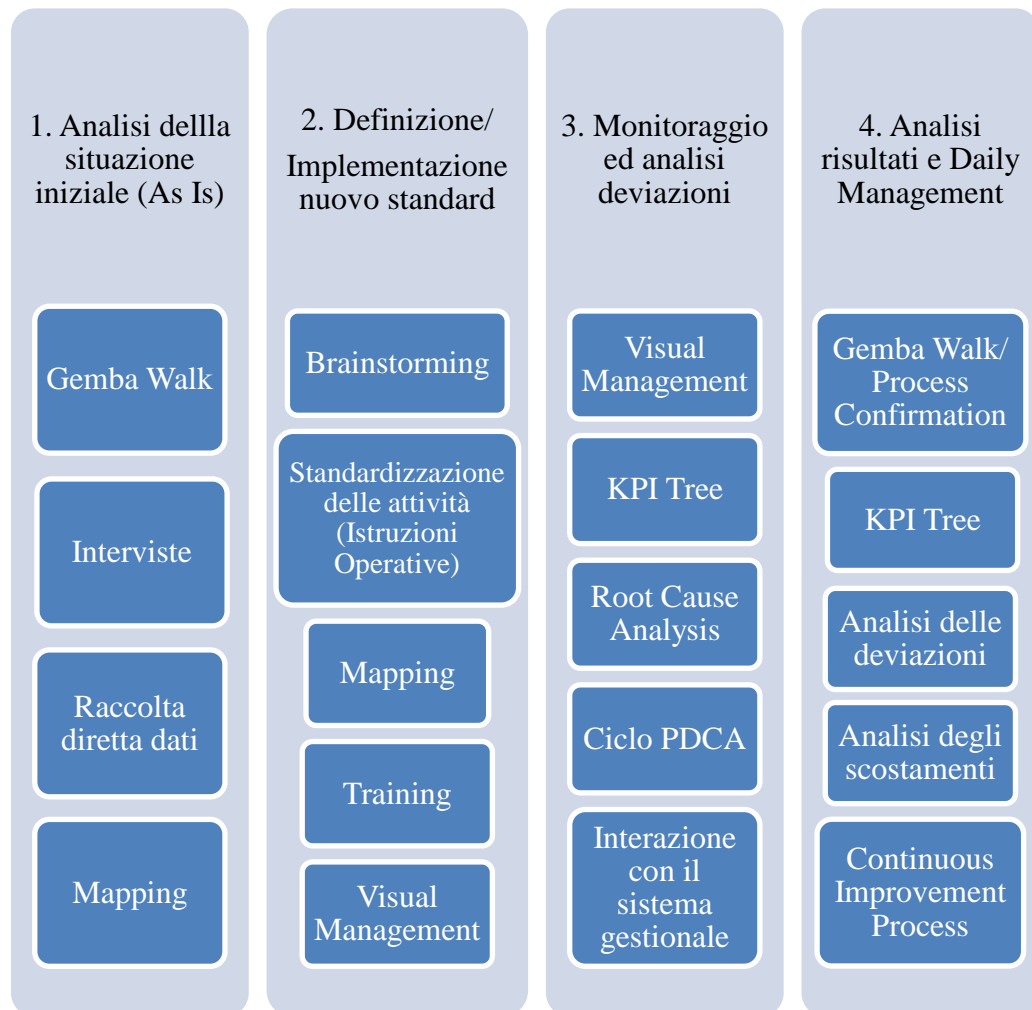 1. Analisi dellla
situazione
iniziale (As Is)
Gemba Walk
Interviste
Raccolta
diretta dati
Mapping
2. Definizione/
Implementazione
nuovo standard
Brainstorming
Standardizzazione
delle attività
(Istruzioni
Operative)
Mapping
Training
Visual
Management
3. Monitoraggio
ed analisi
deviazioni
Visual
Management
KPI Tree
Root Cause
Analysis
Ciclo PDCA
Interazione
con il
sistema
gestionale
4. Analisi
risultati e Daily
Management
Gemba Walk/
Process
Confirmation
KPI Tree
Analisi delle
deviazioni
Analisi degli
scostamenti
Continuous
Improvement
Process